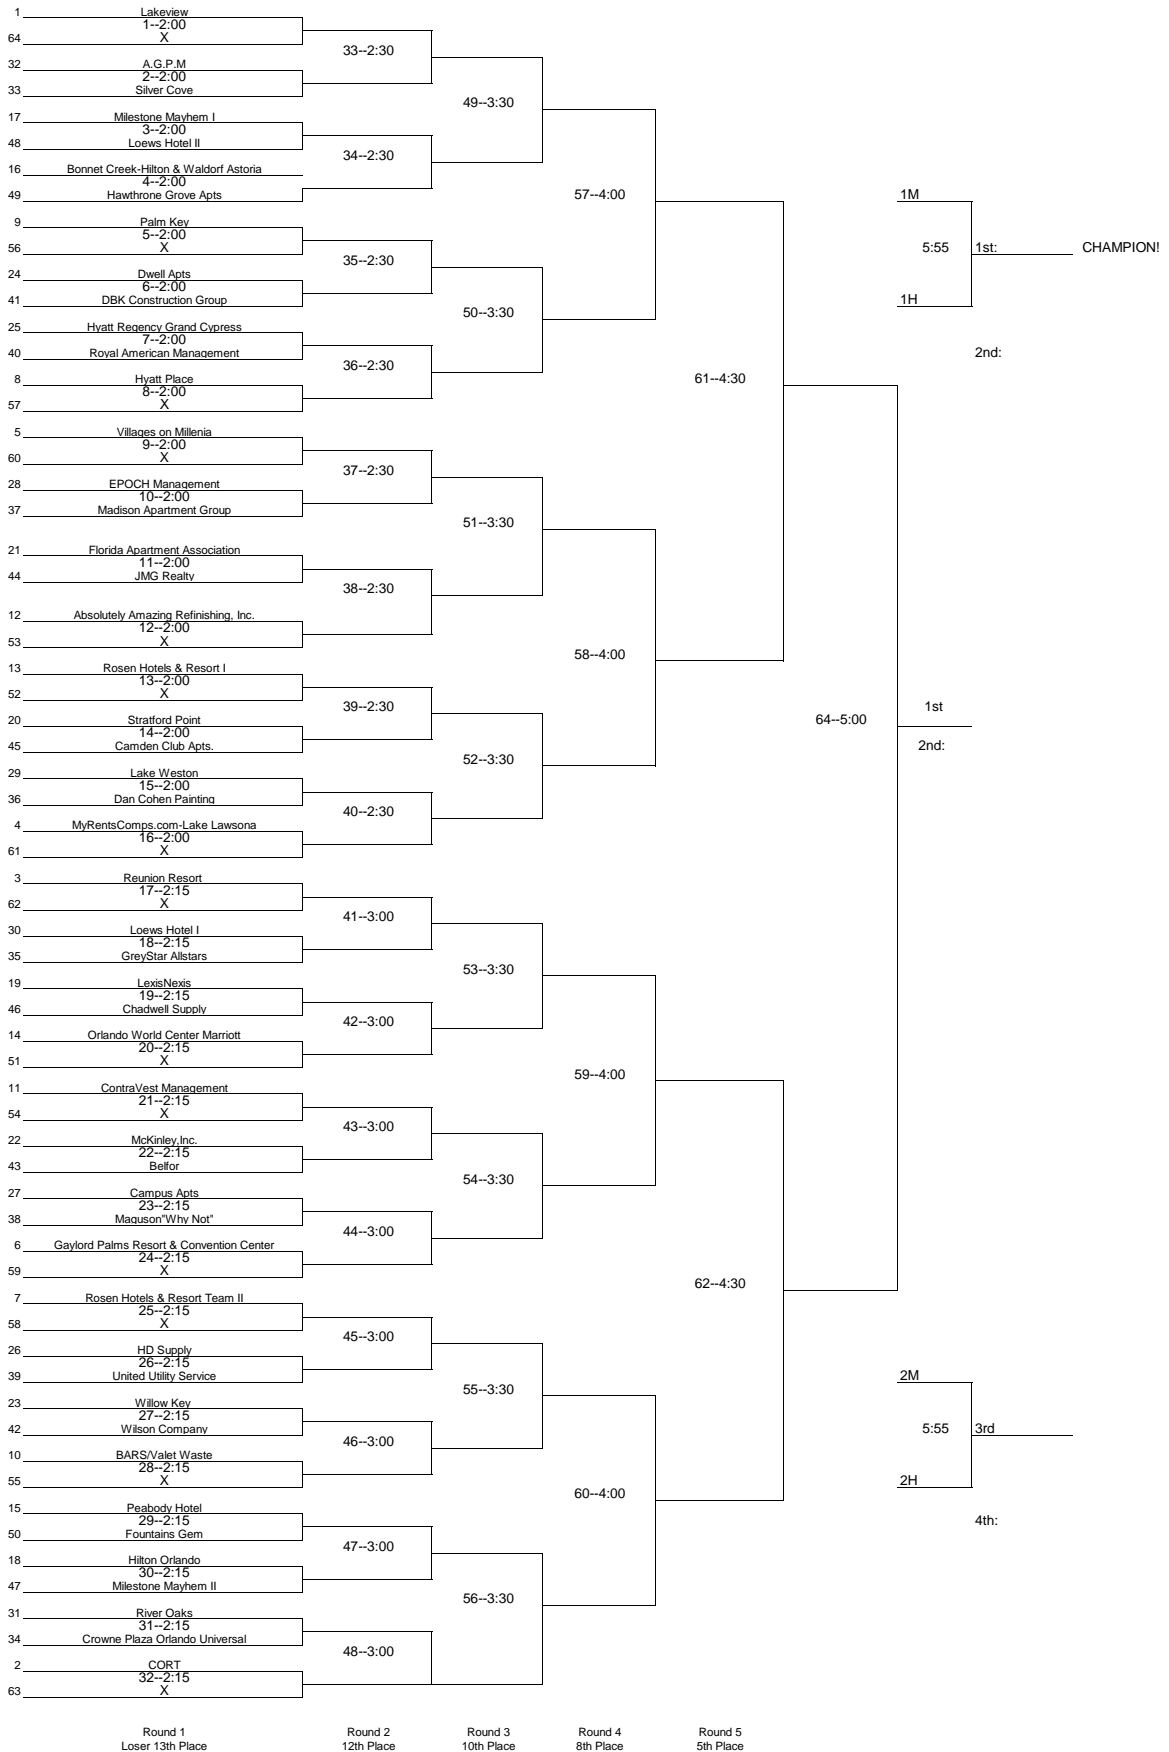 1 Lakeview
1--2:00
64 X
33--2:30
32 A.G.P.M
2--2:00
33 Silver Cove
49--3:30
17 Milestone Mayhem I
3--2:00
48 Loews Hotel II
34--2:30
16 Bonnet Creek-Hilton & Waldorf Astoria
4--2:00
49 Hawthrone Grove Apts
57--4:00
9 Palm Key
5--2:00
56 X
35--2:30
24 Dwell Apts
6--2:00
41 DBK Construction Group
50--3:30
25 Hyatt Regency Grand Cypress
7--2:00
40 Royal American Management
36--2:30
8 Hyatt Place
8--2:00
57 X
61--4:30
5 Villages on Millenia
9--2:00
60 X
37--2:30
28 EPOCH Management
10--2:00
37 Madison Apartment Group
51--3:30
21 Florida Apartment Association
11--2:00
44 JMG Realty
38--2:30
12 Absolutely Amazing Refinishing, Inc.
12--2:00
53 X
58--4:00
13 Rosen Hotels & Resort I
13--2:00
52 X
39--2:30
20 Stratford Point
14--2:00
45 Camden Club Apts.
52--3:30
29 Lake Weston
15--2:00
36 Dan Cohen Painting
40--2:30
4 MyRentsComps.com-Lake Lawsona
16--2:00
61 X
64--5:00
1st
2nd:
3 Reunion Resort
17--2:15
62 X
41--3:00
30 Loews Hotel I
18--2:15
35 GreyStar Allstars
53--3:30
19 LexisNexis
19--2:15
46 Chadwell Supply
42--3:00
14 Orlando World Center Marriott
20--2:15
51 X
59--4:00
11 ContraVest Management
21--2:15
54 X
43--3:00
22 McKinley,Inc.
22--2:15
43 Belfor
54--3:30
27 Campus Apts
23--2:15
38 Maguson"Why Not"
44--3:00
6 Gaylord Palms Resort & Convention Center
24--2:15
59 X
62--4:30
7 Rosen Hotels & Resort Team II
25--2:15
58 X
45--3:00
26 HD Supply
26--2:15
39 United Utility Service
55--3:30
23 Willow Key
27--2:15
42 Wilson Company
46--3:00
10 BARS/Valet Waste
28--2:15
55 X
60--4:00
15 Peabody Hotel
29--2:15
50 Fountains Gem
47--3:00
18 Hilton Orlando
30--2:15
47 Milestone Mayhem II
56--3:30
31 River Oaks
31--2:15
34 Crowne Plaza Orlando Universal
48--3:00
2 CORT
32--2:15
63 X
1M
5:55 1st: CHAMPION!
1H
2nd:
2M
5:55 3rd
2H
4th:
Round 1 Round 2 Round 3 Round 4 Round 5
Loser 13th Place 12th Place 10th Place 8th Place 5th Place